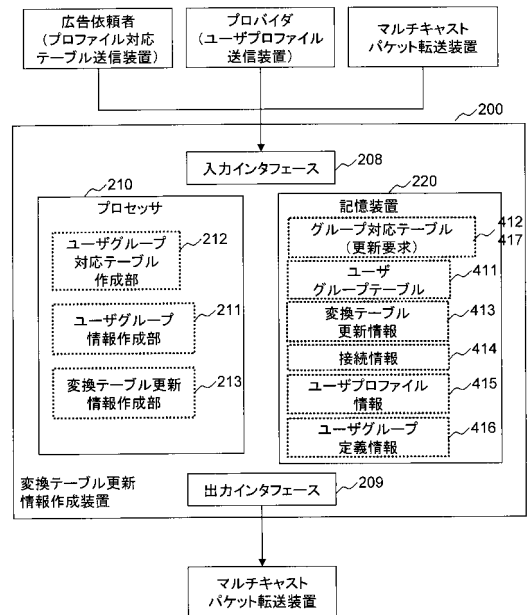 広告依頼者
(プロファイル対応
テーブル送信装置)
プロバイダ
(ユーザプロファイル
送信装置)
マルチキャスト
パケット転送装置
200
入力インタフェース
208
210
プロセッサ
ユーザグループ
対応テーブル
作成部
212
ユーザグループ
情報作成部
211
変換テーブル更新
情報作成部
213
220
記憶装置
グループ対応テーブル
(更新要求)
412
417
ユーザ
グループテーブル
411
変換テーブル
更新情報
413
接続情報
414
ユーザプロファイル
情報
415
ユーザグループ
定義情報
416
変換テーブル更新
情報作成装置
出力インタフェース
209
マルチキャスト
パケット転送装置